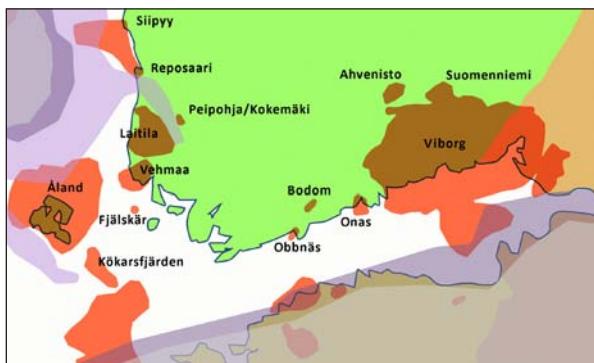 Siipyy
Reposaari
Ahvenisto
Suomenniemi
Peipohja/Kokemäki
Laitila
Viborg
Vehmaa
Åland
Bodom
Fjälskär
Onas
Obbnäs
Kökarsfjärden